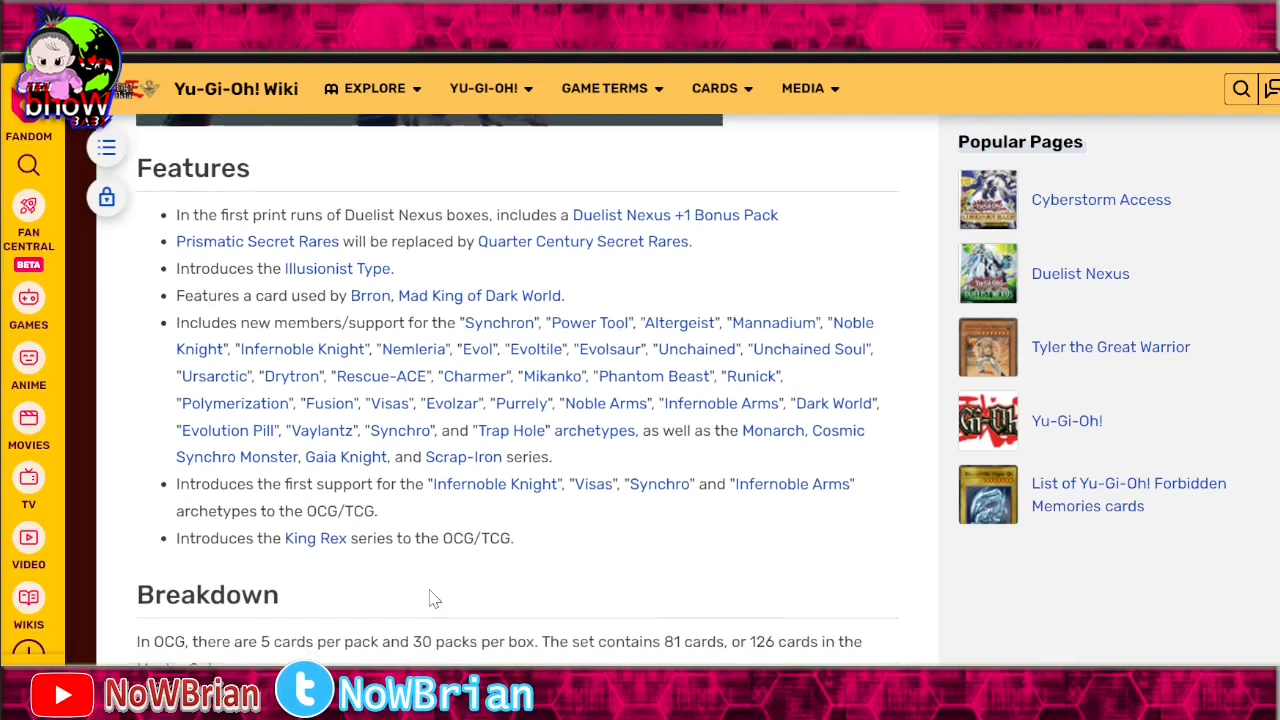 bhoW
BABY
Yu-Gi-Oh! Wiki
EXPLORE
YU-GI-OH!
GAME TERMS
CARDS
MEDIA
FANDOM
FAN
CENTRAL
BETA
GAMES
ANIME
MOVIES
TV
VIDEO
WIKIS
Features
In the first print runs of Duelist Nexus boxes, includes a Duelist Nexus +1 Bonus Pack
Prismatic Secret Rares will be replaced by Quarter Century Secret Rares.
Introduces the Illusionist Type.
Features a card used by Brron, Mad King of Dark World.
Includes new members/support for the "Synchron", "Power Tool", "Altergeist", "Mannadium", "Noble
Knight", "Infernoble Knight", "Nemleria", "Evol", "Evoltile", "Evolsaur", "Unchained", "Unchained Soul",
"Ursarctic", "Drytron", "Rescue-ACE", "Charmer", "Mikanko", "Phantom Beast", "Runick",
"Polymerization", "Fusion", "Visas", "Evolzar", "Purrely", "Noble Arms", "Infernoble Arms", "Dark World",
"Evolution Pill", "Vaylantz", "Synchro", and "Trap Hole" archetypes, as well as the Monarch, Cosmic
Synchro Monster, Gaia Knight, and Scrap-Iron series.
Introduces the first support for the "Infernoble Knight", "Visas", "Synchro" and "Infernoble Arms"
archetypes to the OCG/TCG.
Introduces the King Rex series to the OCG/TCG.
Breakdown
In OCG, there are 5 cards per pack and 30 packs per box. The set contains 81 cards, or 126 cards in the
Popular Pages
Cyberstorm Access
Duelist Nexus
Tyler the Great Warrior
Yu-Gi-Oh!
List of Yu-Gi-Oh! Forbidden
Memories cards
NoWBrian
NoWBrian